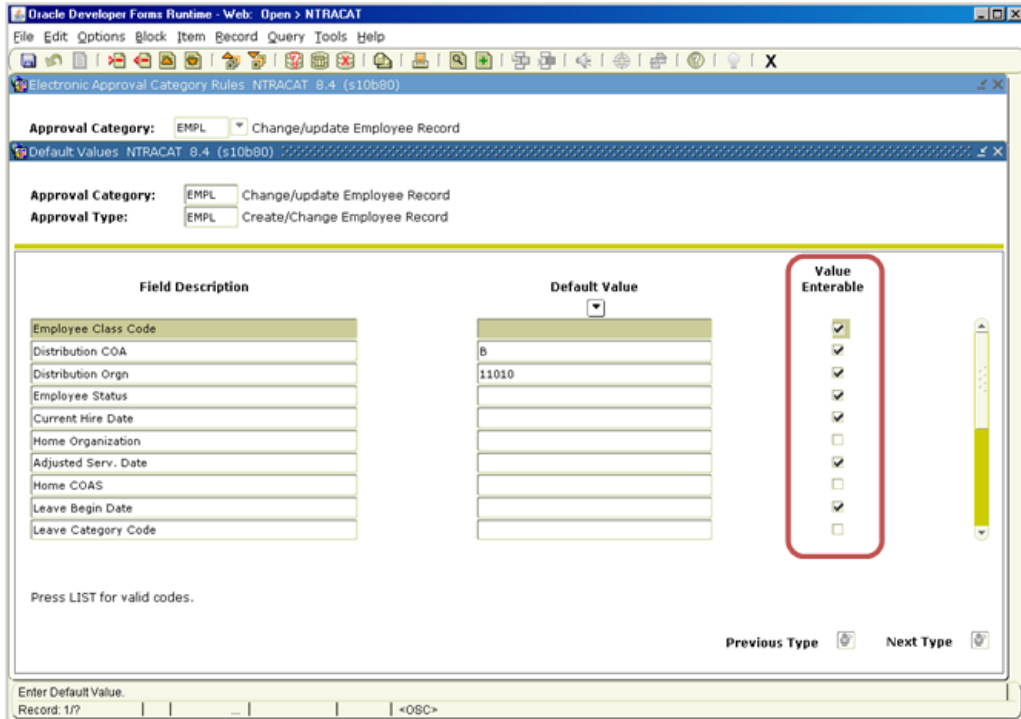 Oracle Developer Forms Runtime - Web: Open > NTRACAT
File Edit Options Block Item Record Query Tools Help
Electronic Approval Category Rules NTRACAT 8.4 (s10b80)
Approval Category: EMPL Change/update Employee Record
Default Values NTRACAT 8.4 (s10b80)
Approval Category: EMPL Change/update Employee Record
Approval Type: EMPL Create/Change Employee Record
Value
Field Description Default Value Enterable
Employee Class Code
Distribution COA B
Distribution Orgn 11010
Employee Status
Current Hire Date
Home Organization
Adjusted Serv. Date
Home COAS
Leave Begin Date
Leave Category Code
Press LIST for valid codes.
Previous Type Next Type
Enter Default Value.
Record: 1/? ... <OSC>